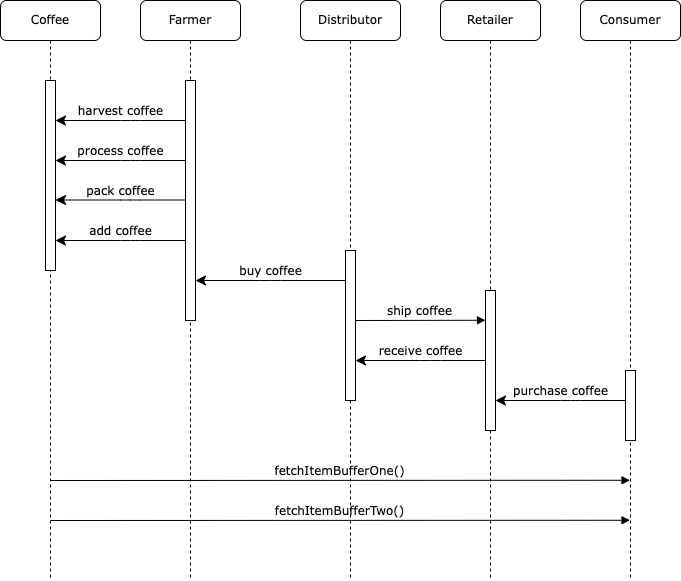 Coffee
Farmer
Distributor
Retailer
Consumer
harvest coffee
process coffee
pack coffee
add coffee
buy coffee
ship coffee
receive coffee
purchase coffee
fetchItemBufferOne()
fetchItemBufferTwo()